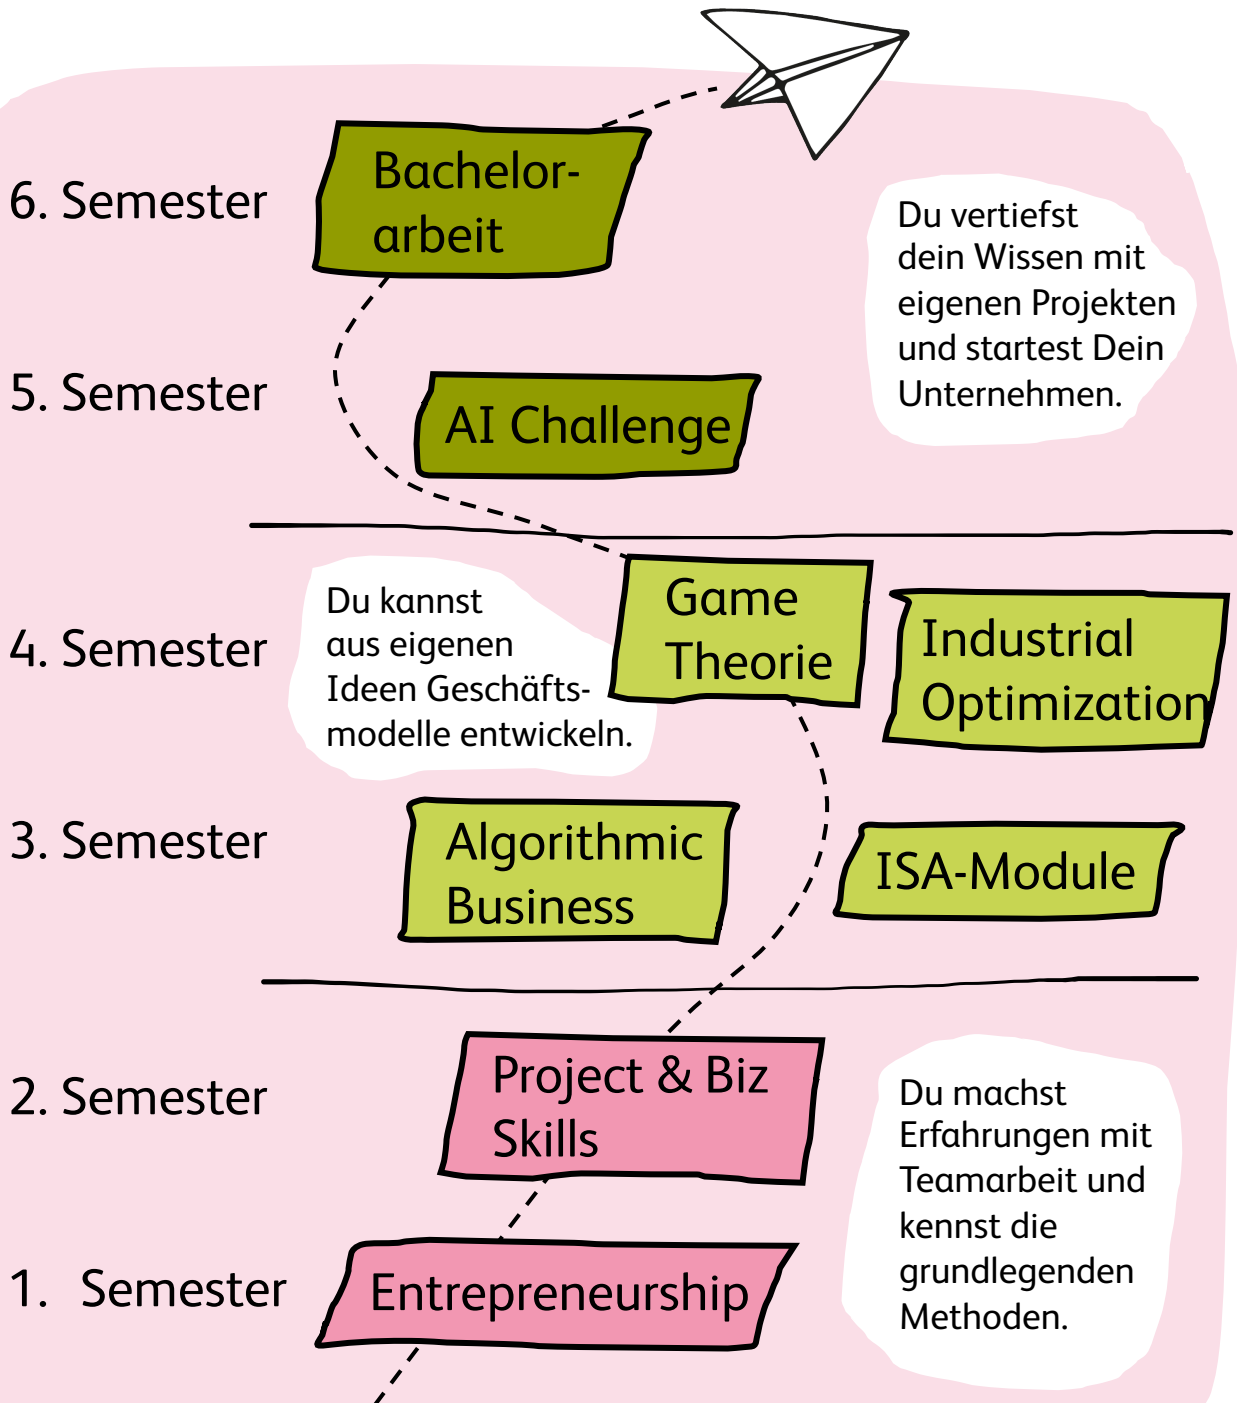 6. Semester
Bachelor-
arbeit
Du vertiefst
dein Wissen mit
eigenen Projekten
und startest Dein
Unternehmen.
5. Semester
AI Challenge
4. Semester
Du kannst
aus eigenen
Ideen Geschäfts-
modelle entwickeln.
Game
Theorie
Industrial
Optimization
3. Semester
Algorithmic
Business
ISA-Module
2. Semester
Project & Biz
Skills
Du machst
Erfahrungen mit
Teamarbeit und
kennst die
grundlegenden
Methoden.
1. Semester
Entrepreneurship